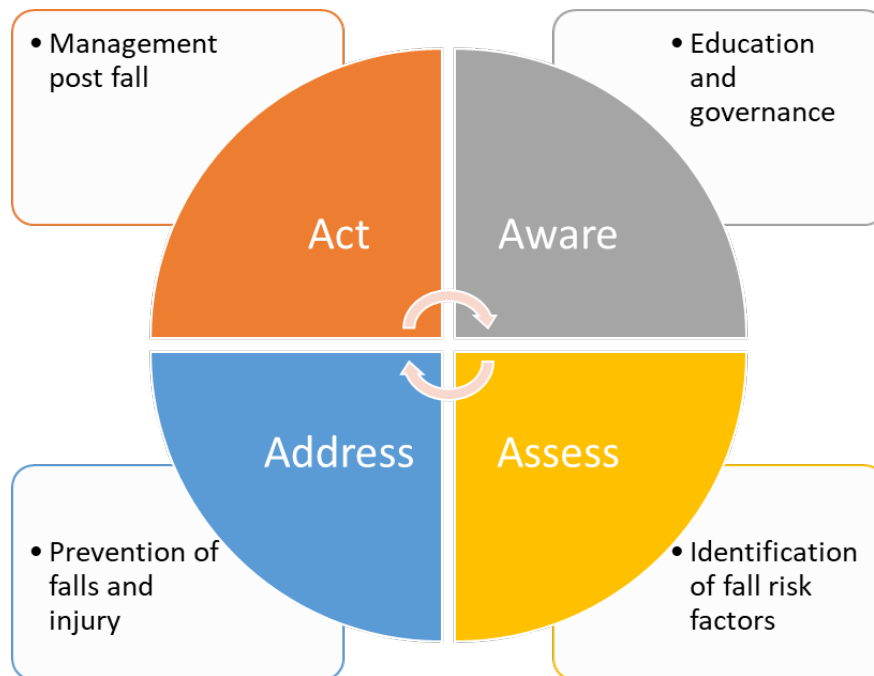 • Management
post fall
• Education
and
governance
Act
Aware
Address
Assess
• Prevention of
falls and
injury
• Identification
of fall risk
factors